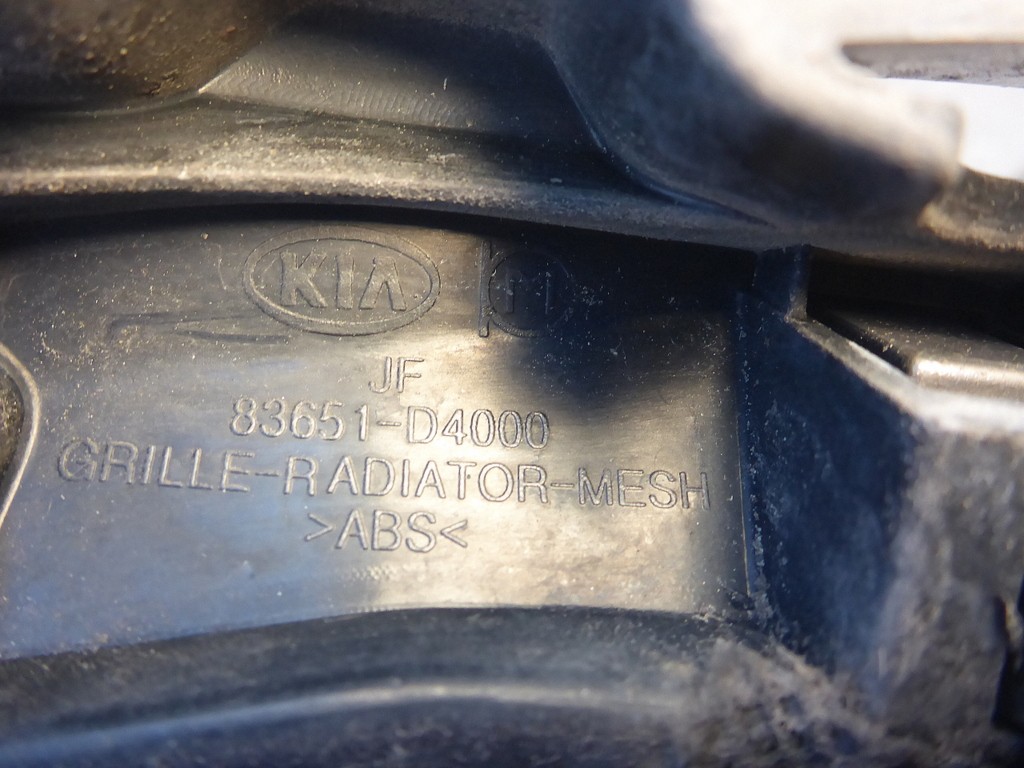 KIA
JF
83651-D4000
GRILLE-RADIATOR-MESH
>ABS<